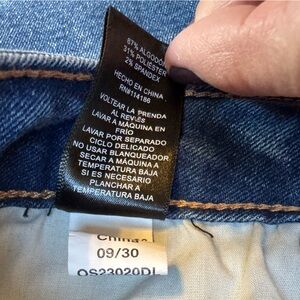 67% ALGODÓN
31% POLIESTER
2% SPANDEX
HECHO EN CHINA
RN#114186
VOLTEAR LA PRENDA
AL REVÉS
LAVAR A MÁQUINA EN
FRÍO
LAVAR POR SEPARADO
CICLO DELICADO
NO USAR BLANQUEADOR
SECAR A MÁQUINA A
TEMPERATURA BAJA
SI ES NECESARIO
PLANCHAR A
TEMPERATURA BAJA
China
09/30
OS23020DL